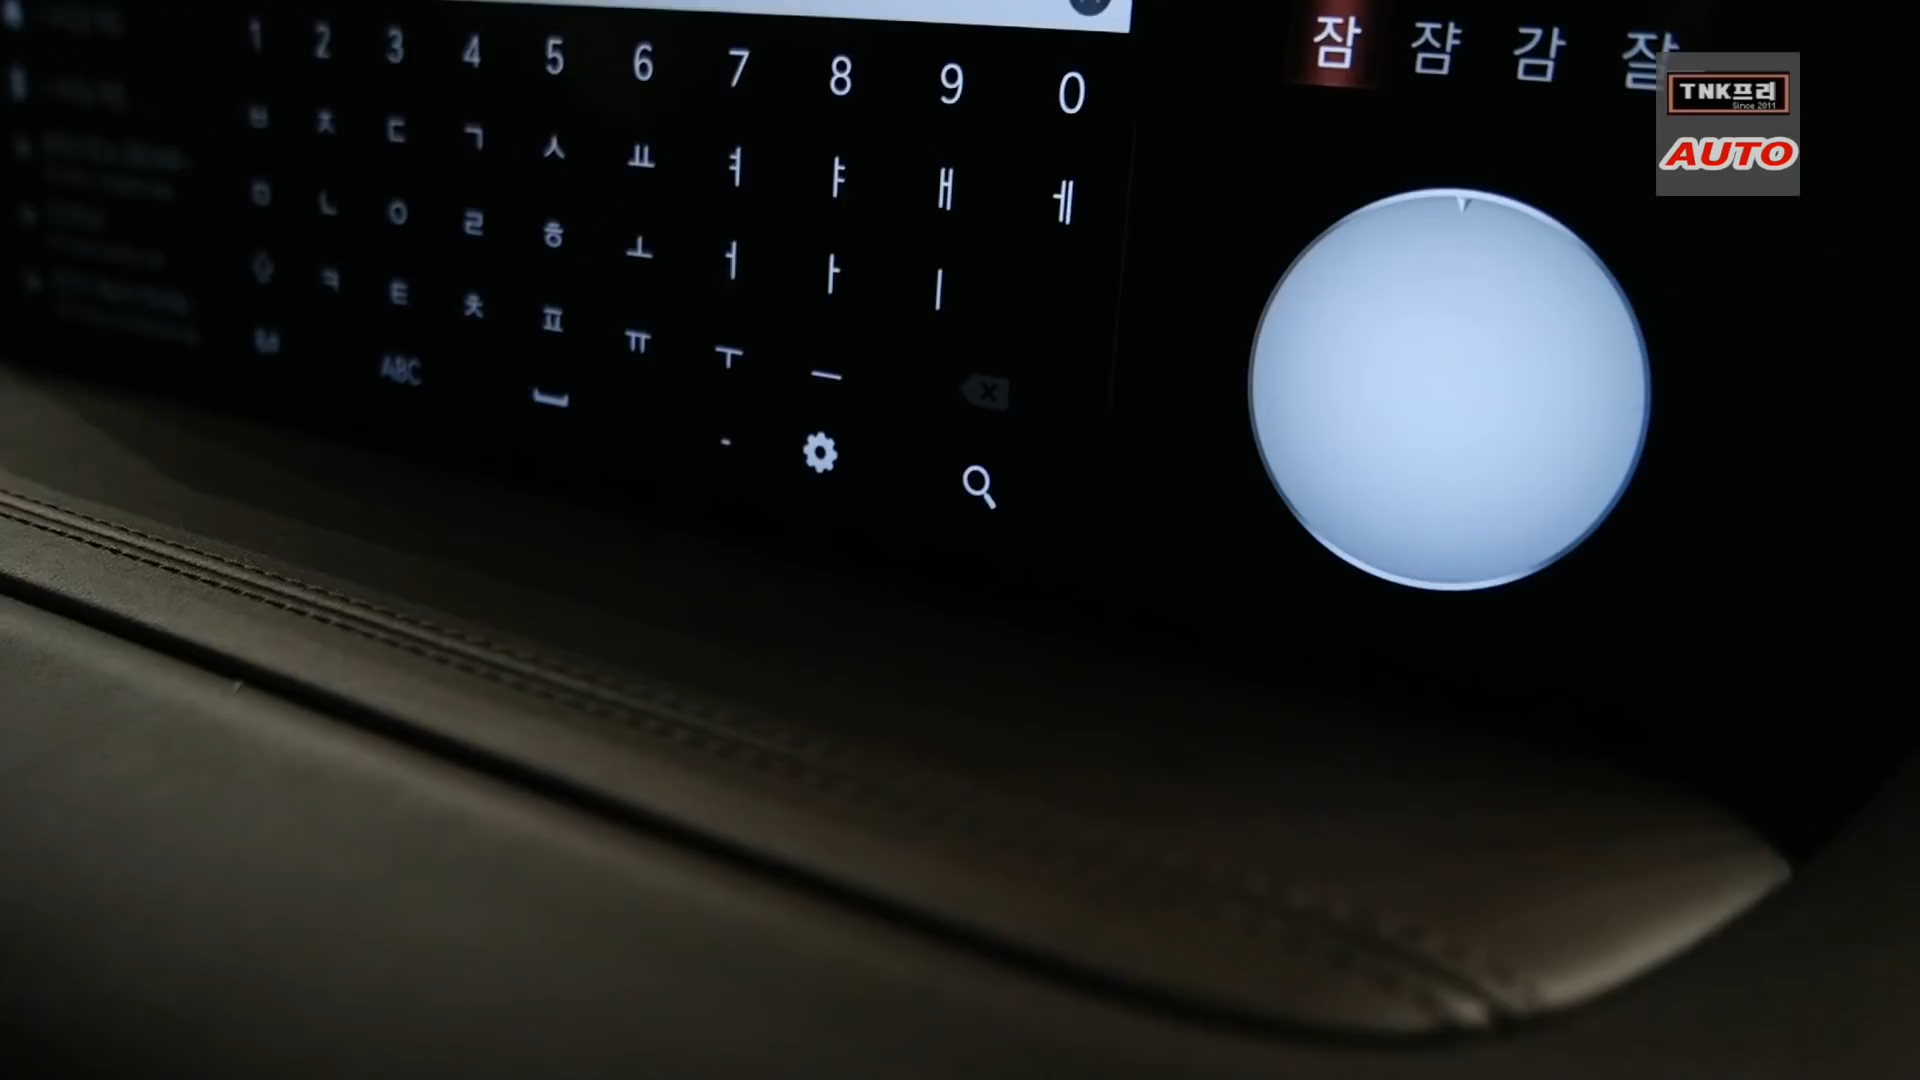 잠 쟘 감 잘
TNK프리
Since 2011
AUTO
1 2 3 4 5 6 7 8 9 0
ㅂ ㅈ ㄷ ㄱ ㅅ ㅛ ㅕ ㅑ ㅐ ㅔ
ㅁ ㄴ ㅇ ㄹ ㅎ ㅗ ㅓ ㅏ ㅣ
ㅋ ㅌ ㅊ ㅍ ㅠ ㅜ ㅡ
ABC -